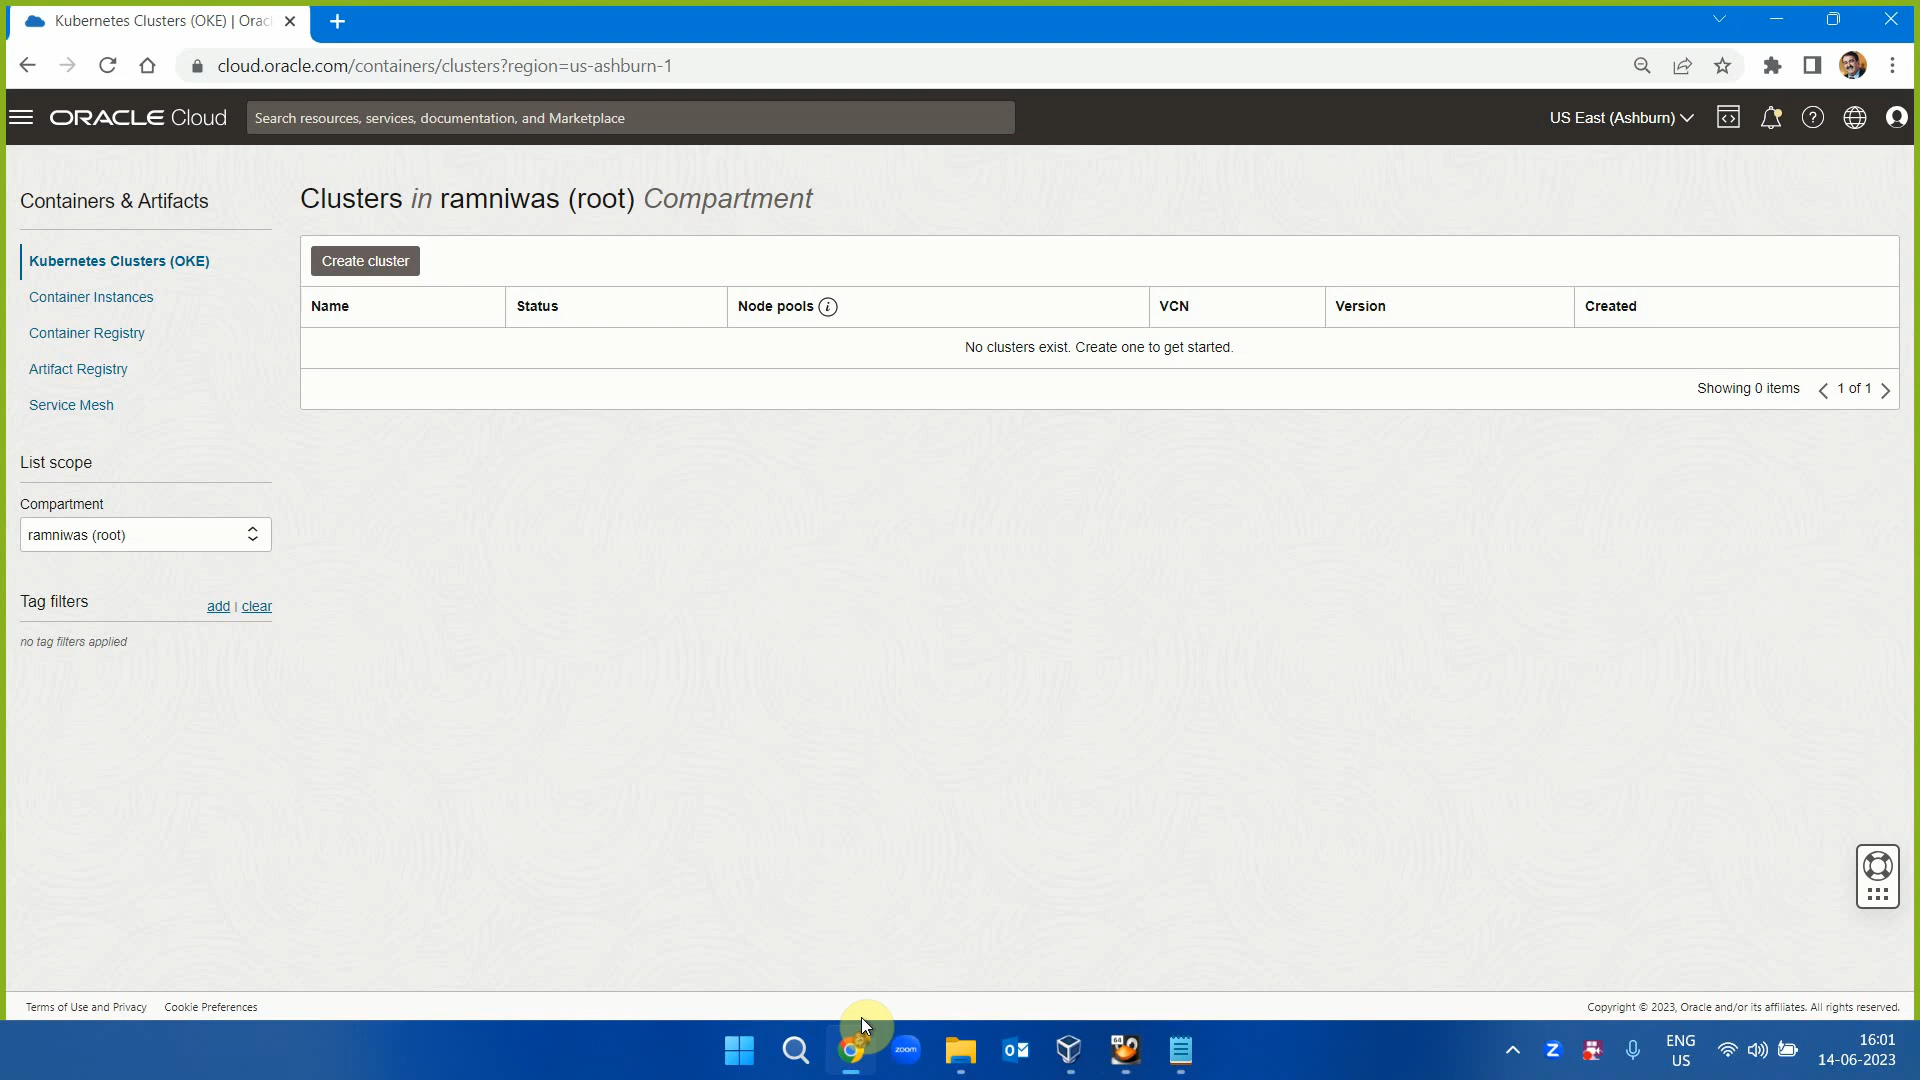 Kubernetes Clusters (OKE) | Orac
cloud.oracle.com/containers/clusters?region=us-ashburn-1
ORACLE Cloud
Search resources, services, documentation, and Marketplace
US East (Ashburn)
Containers & Artifacts
Kubernetes Clusters (OKE)
Container Instances
Container Registry
Artifact Registry
Service Mesh
List scope
Compartment
ramniwas (root)
Tag filters
add | clear
no tag filters applied
Clusters in ramniwas (root) Compartment
Create cluster
Name Status Node pools i VCN Version Created
No clusters exist. Create one to get started.
Showing 0 items 1 of 1
Terms of Use and Privacy Cookie Preferences
Copyright © 2023, Oracle and/or its affiliates. All rights reserved.
zoom
64
ENG
US
16:01
14-06-2023